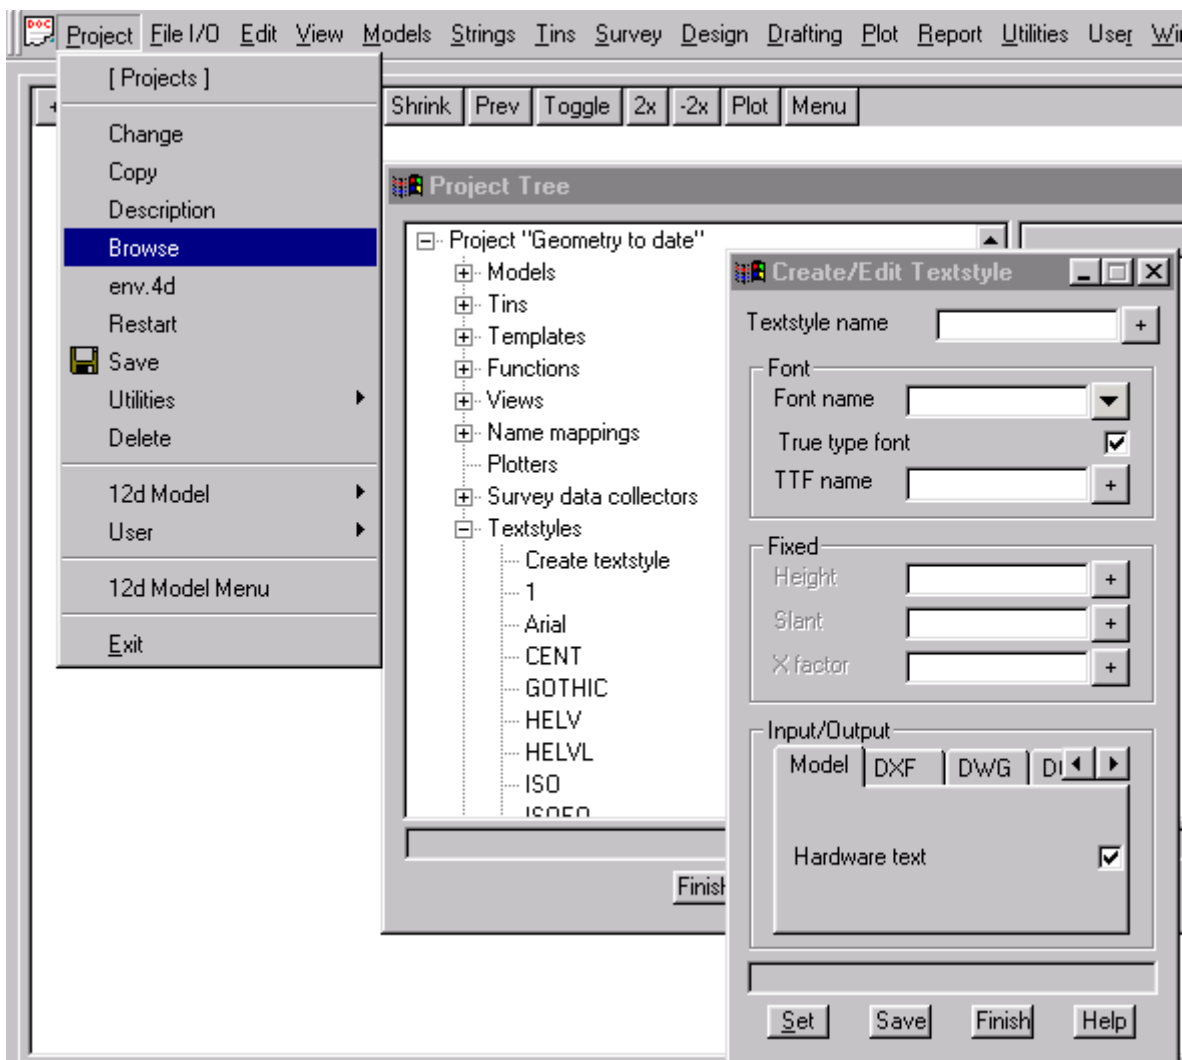 DOC
Project File I/O Edit View Models Strings Tins Survey Design Drafting Plot Report Utilities User
[ Projects ]
Change
Copy
Description
Browse
env.4d
Restart
Save
Utilities
Delete
12d Model
User
12d Model Menu
Exit
Shrink Prev Toggle 2x -2x Plot Menu
Project Tree
Project "Geometry to date"
Models
Tins
Templates
Functions
Views
Name mappings
Plotters
Survey data collectors
Textstyles
Create textstyle
1
Arial
CENT
GOTHIC
HELV
HELVL
ISO
Finish
Create/Edit Textstyle
Textstyle name +
Font
Font name
True type font
TTF name +
Fixed
Height +
Slant +
X factor +
Input/Output
Model DXF DWG
Hardware text
Set Save Finish Help